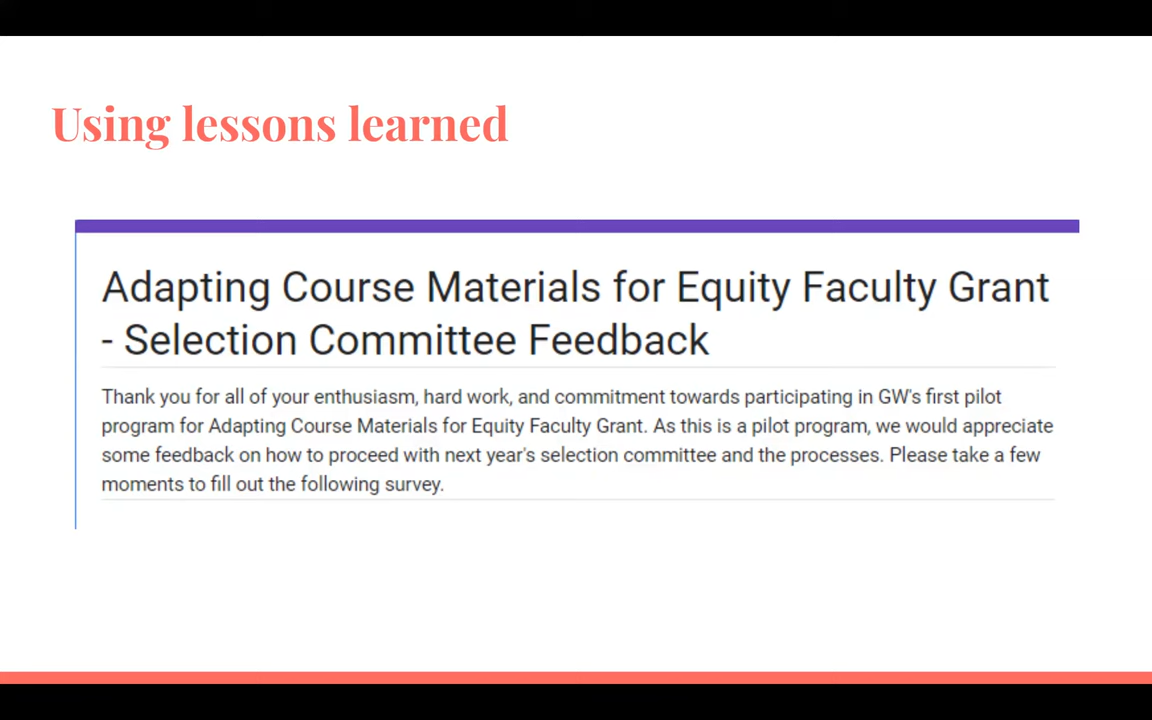 Using lessons learned
Adapting Course Materials for Equity Faculty Grant
- Selection Committee Feedback
Thank you for all of your enthusiasm, hard work, and commitment towards participating in GW's first pilot
program for Adapting Course Materials for Equity Faculty Grant. As this is a pilot program, we would appreciate
some feedback on how to proceed with next year's selection committee and the processes. Please take a few
moments to fill out the following survey.